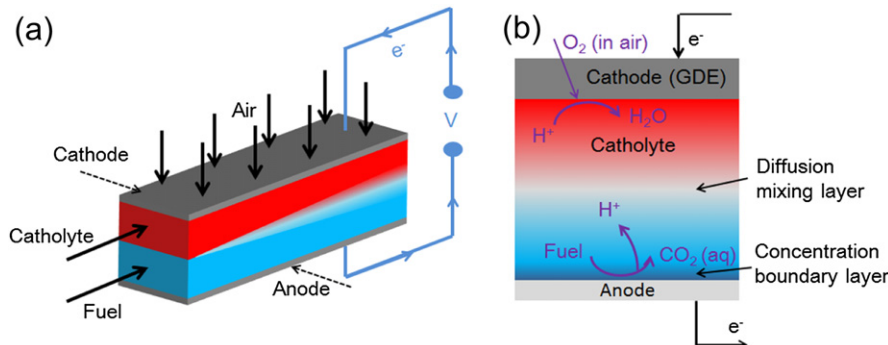 (a)
e-
Air
V
Cathode
Catholyte
Fuel
Anode
(b)
O2 (in air)
e-
Cathode (GDE)
H+
H2O
Catholyte
Diffusion
mixing layer
H+
Fuel
CO2 (aq)
Concentration
boundary layer
Anode
e-